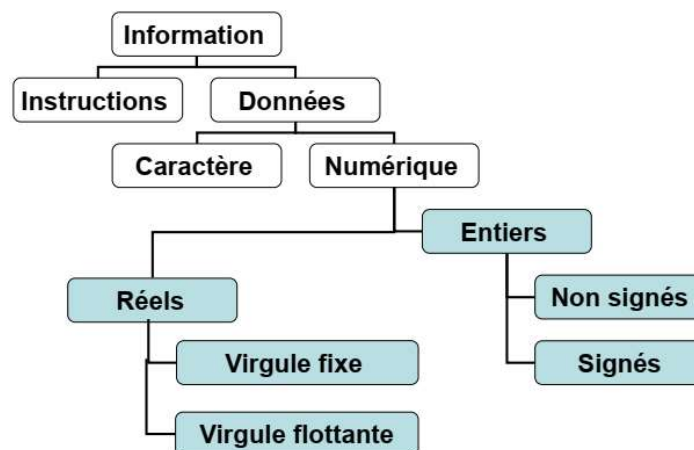 Information
Instructions
Données
Caractère
Numérique
Entiers
Réels
Non signés
Virgule fixe
Signés
Virgule flottante